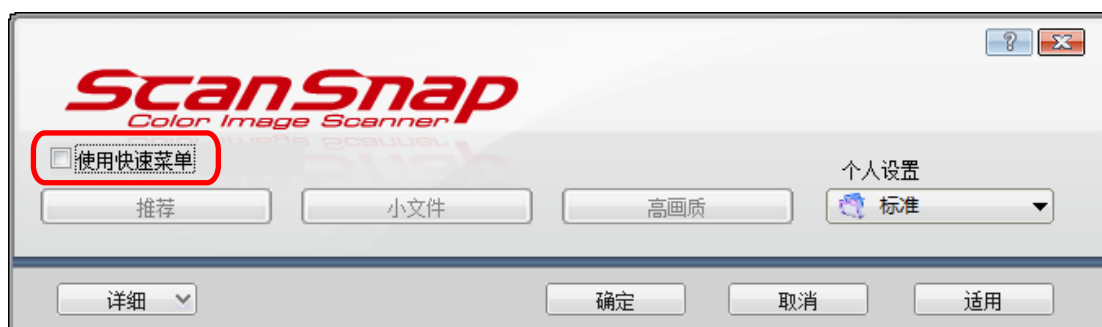 ScanSnap
Color Image Scanner
使用快速菜单
个人设置
推荐 小文件 高画质 标准
详细 确定 取消 适用